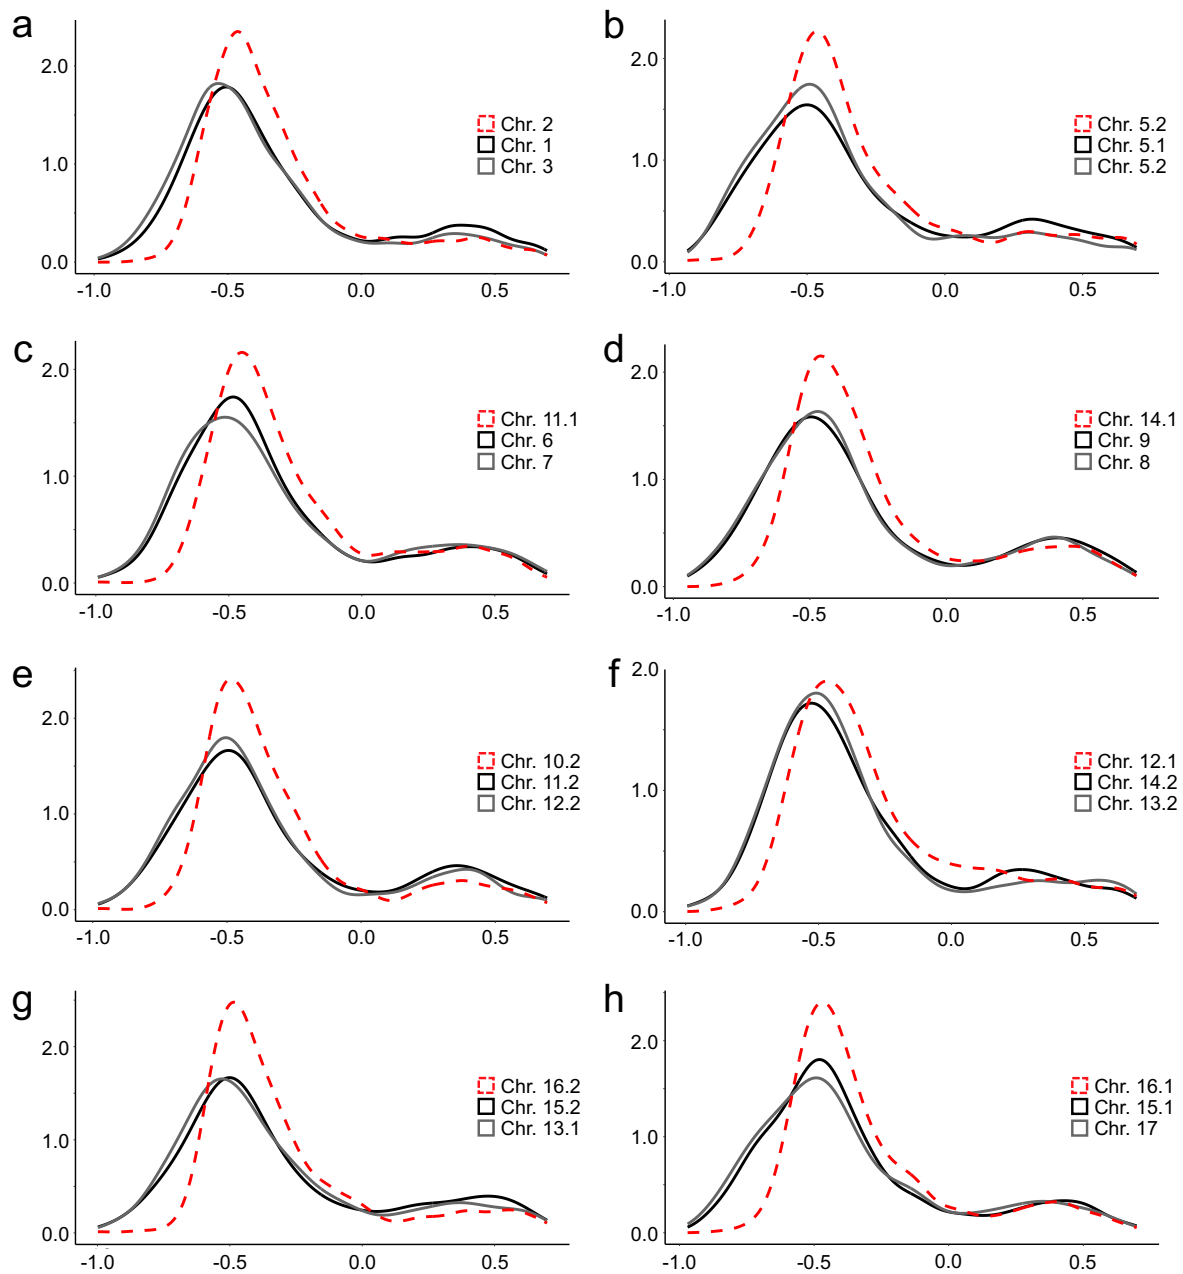 a
2.0
1.0
0.0
-1.0 -0.5 0.0 0.5
Chr. 2
Chr. 1
Chr. 3
b
2.0
1.0
0.0
-1.0 -0.5 0.0 0.5
Chr. 5.2
Chr. 5.1
Chr. 5.2
c
2.0
1.0
0.0
-1.0 -0.5 0.0 0.5
Chr. 11.1
Chr. 6
Chr. 7
d
2.0
1.0
0.0
-1.0 -0.5 0.0 0.5
Chr. 14.1
Chr. 9
Chr. 8
e
2.0
1.0
0.0
-1.0 -0.5 0.0 0.5
Chr. 10.2
Chr. 11.2
Chr. 12.2
f
2.0
1.0
0.0
-1.0 -0.5 0.0 0.5
Chr. 12.1
Chr. 14.2
Chr. 13.2
g
2.0
1.0
0.0
-1.0 -0.5 0.0 0.5
Chr. 16.2
Chr. 15.2
Chr. 13.1
h
2.0
1.0
0.0
-1.0 -0.5 0.0 0.5
Chr. 16.1
Chr. 15.1
Chr. 17